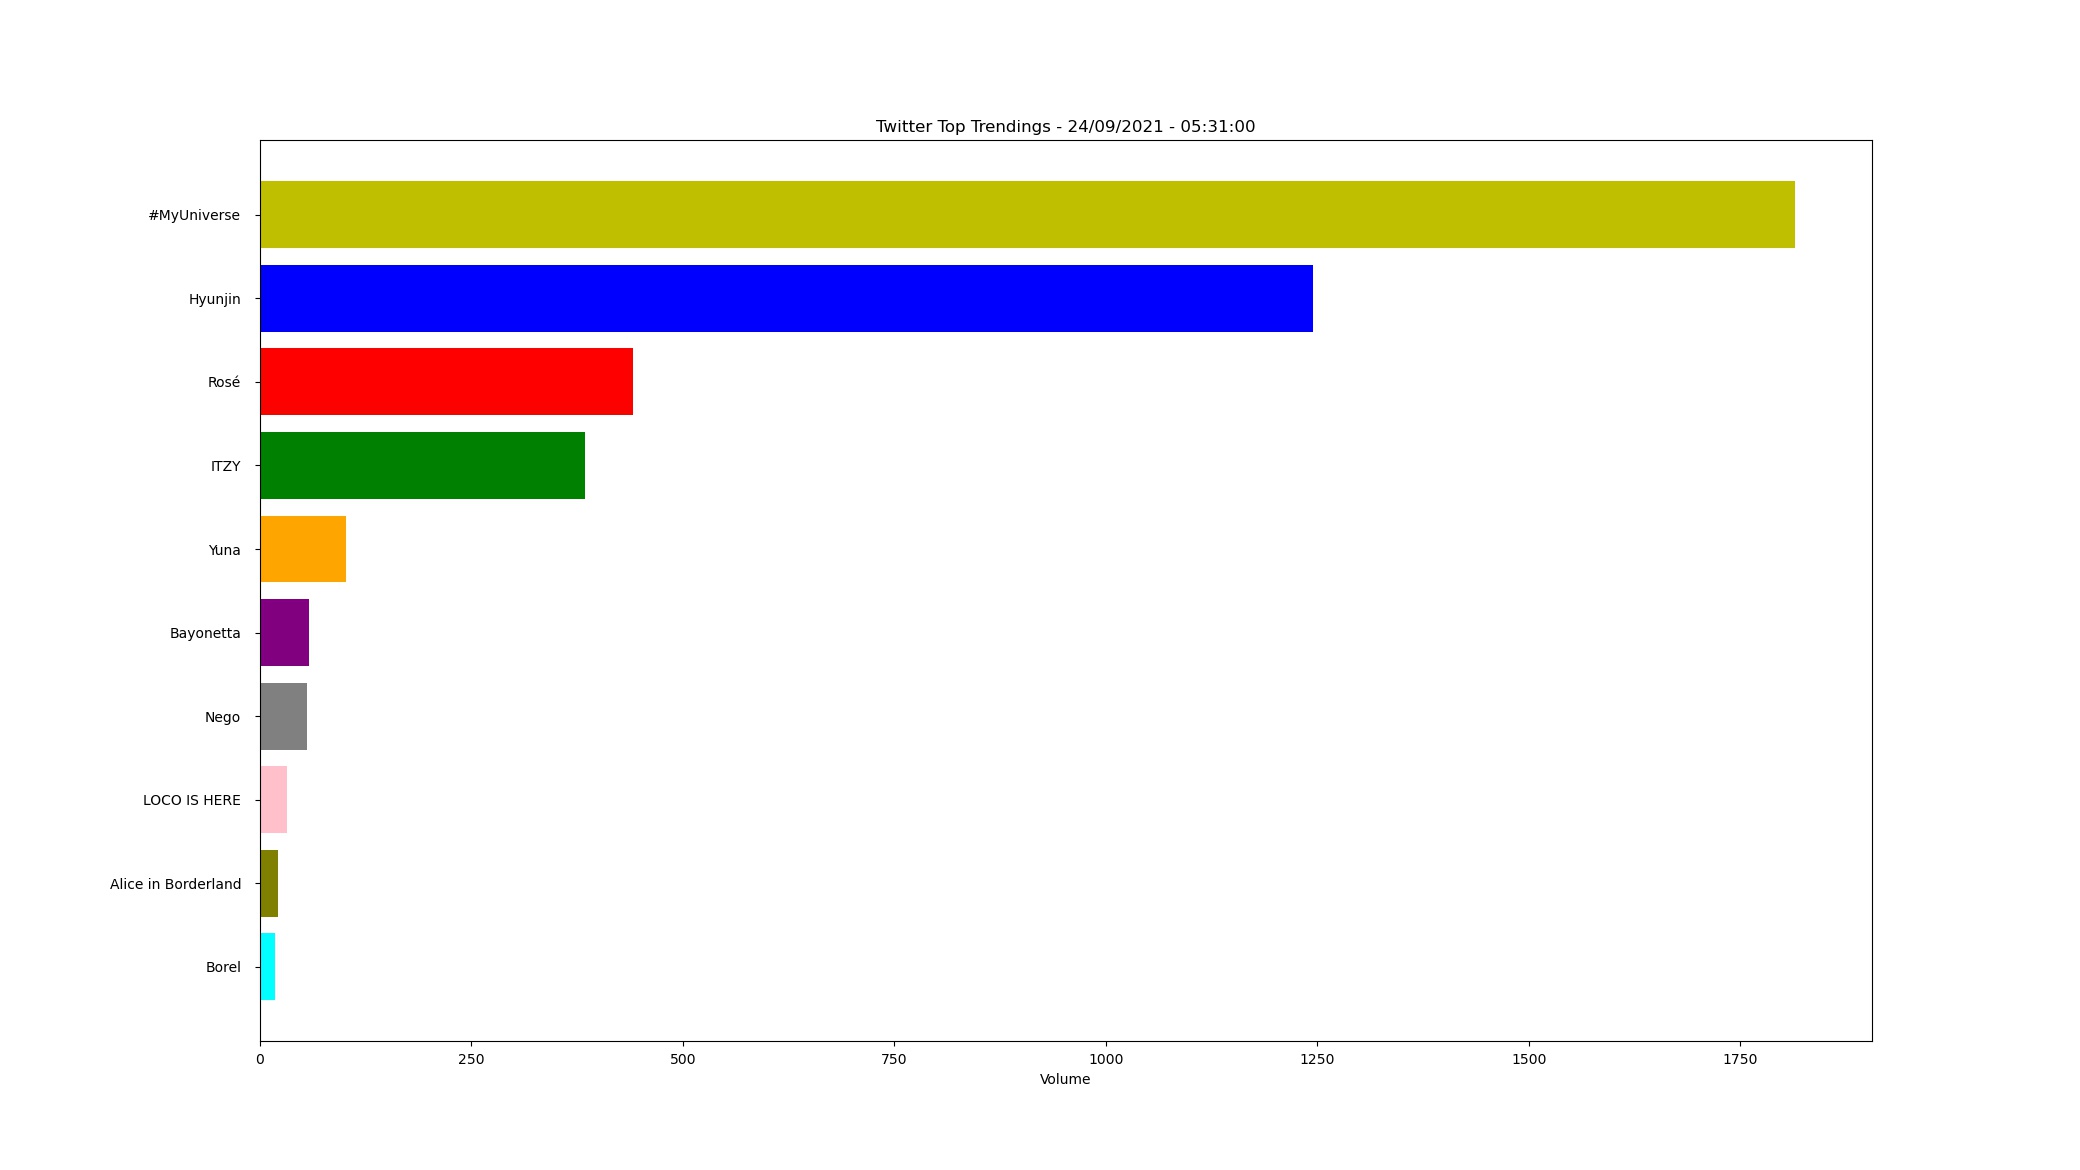 Twitter Top Trendings - 24/09/2021 - 05:31:00
#MyUniverse
Hyunjin
Rosé
ITZY
Yuna
Bayonetta
Nego
LOCO IS HERE
Alice in Borderland
Borel
0 250 500 750 1000 1250 1500 1750
Volume